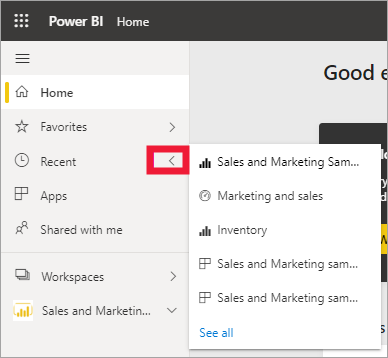 Power BI Home
Home
Good e
Favorites
Recent
Sales and Marketing Sam...
Apps
Marketing and sales
Shared with me
Inventory
Workspaces
Sales and Marketing sam...
Sales and Marketin...
Sales and Marketing sam...
See all